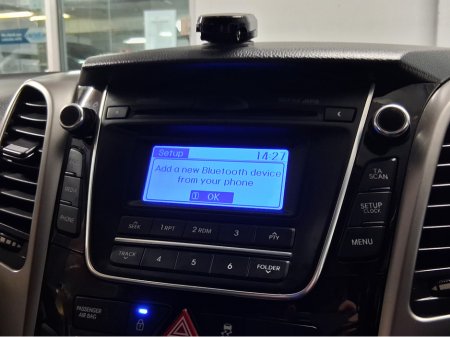 Setup 14:27
Add a new Bluetooth device
from your phone
1 OK
TA
SCAN
MEDIA
SETUP
CLOCK
PHONE
SEEK 1 RPT 2 RDM 3 PTY
MENU
TRACK 4 5 6 FOLDER
PASSENGER
AIR BAG